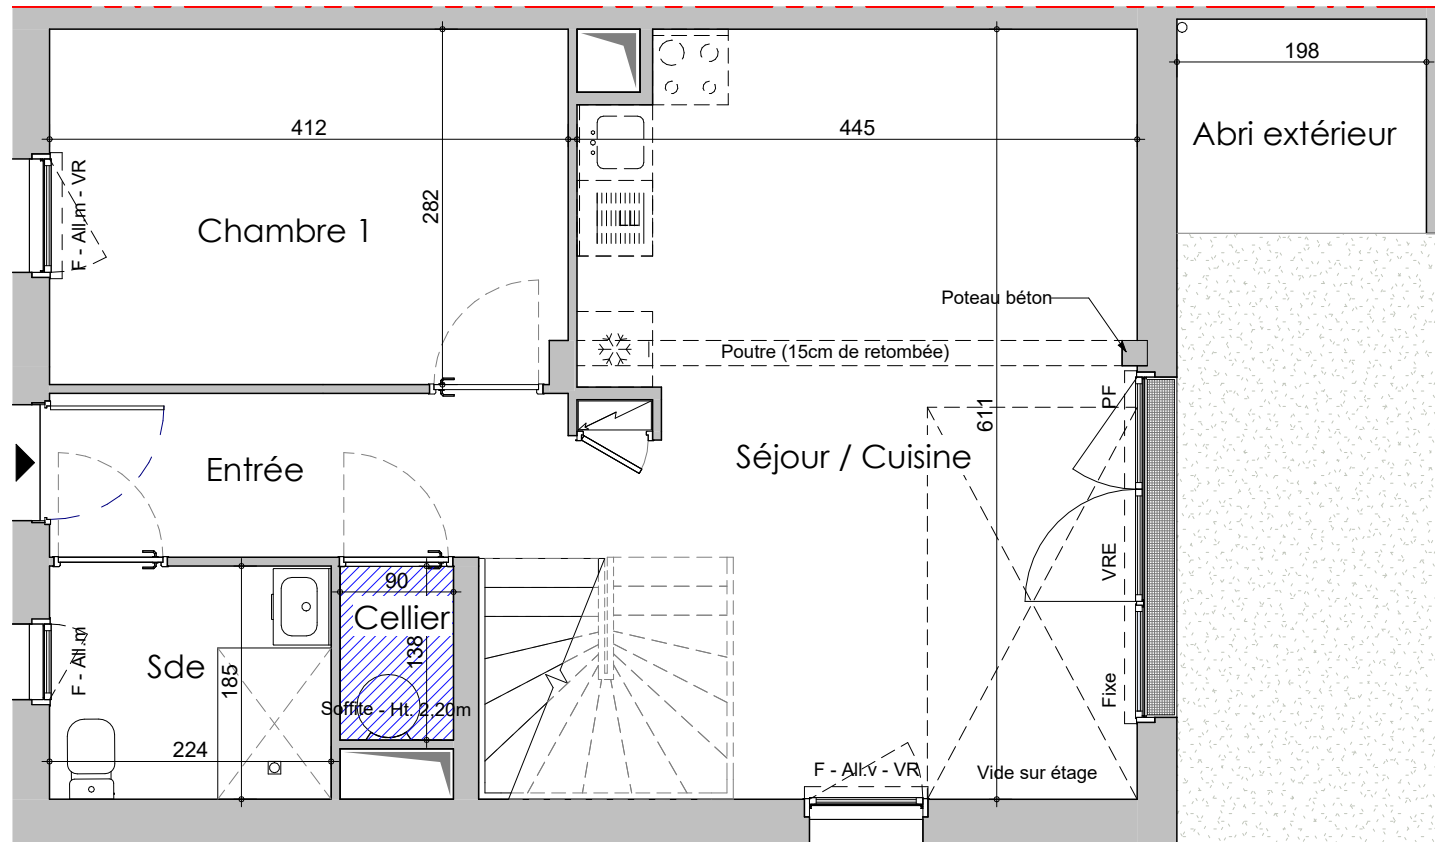 198
Abri extérieur
412
445
F - All.m - VR
282
Chambre 1
LL
Poteau béton
Poutre (15cm de retombée)
PF
611
Séjour / Cuisine
Entrée
VRE
90
Cellier
138
F - All.m
Sde
185
Soffite - Ht. 2,20m
Fixe
224
F - All.v - VR
Vide sur étage